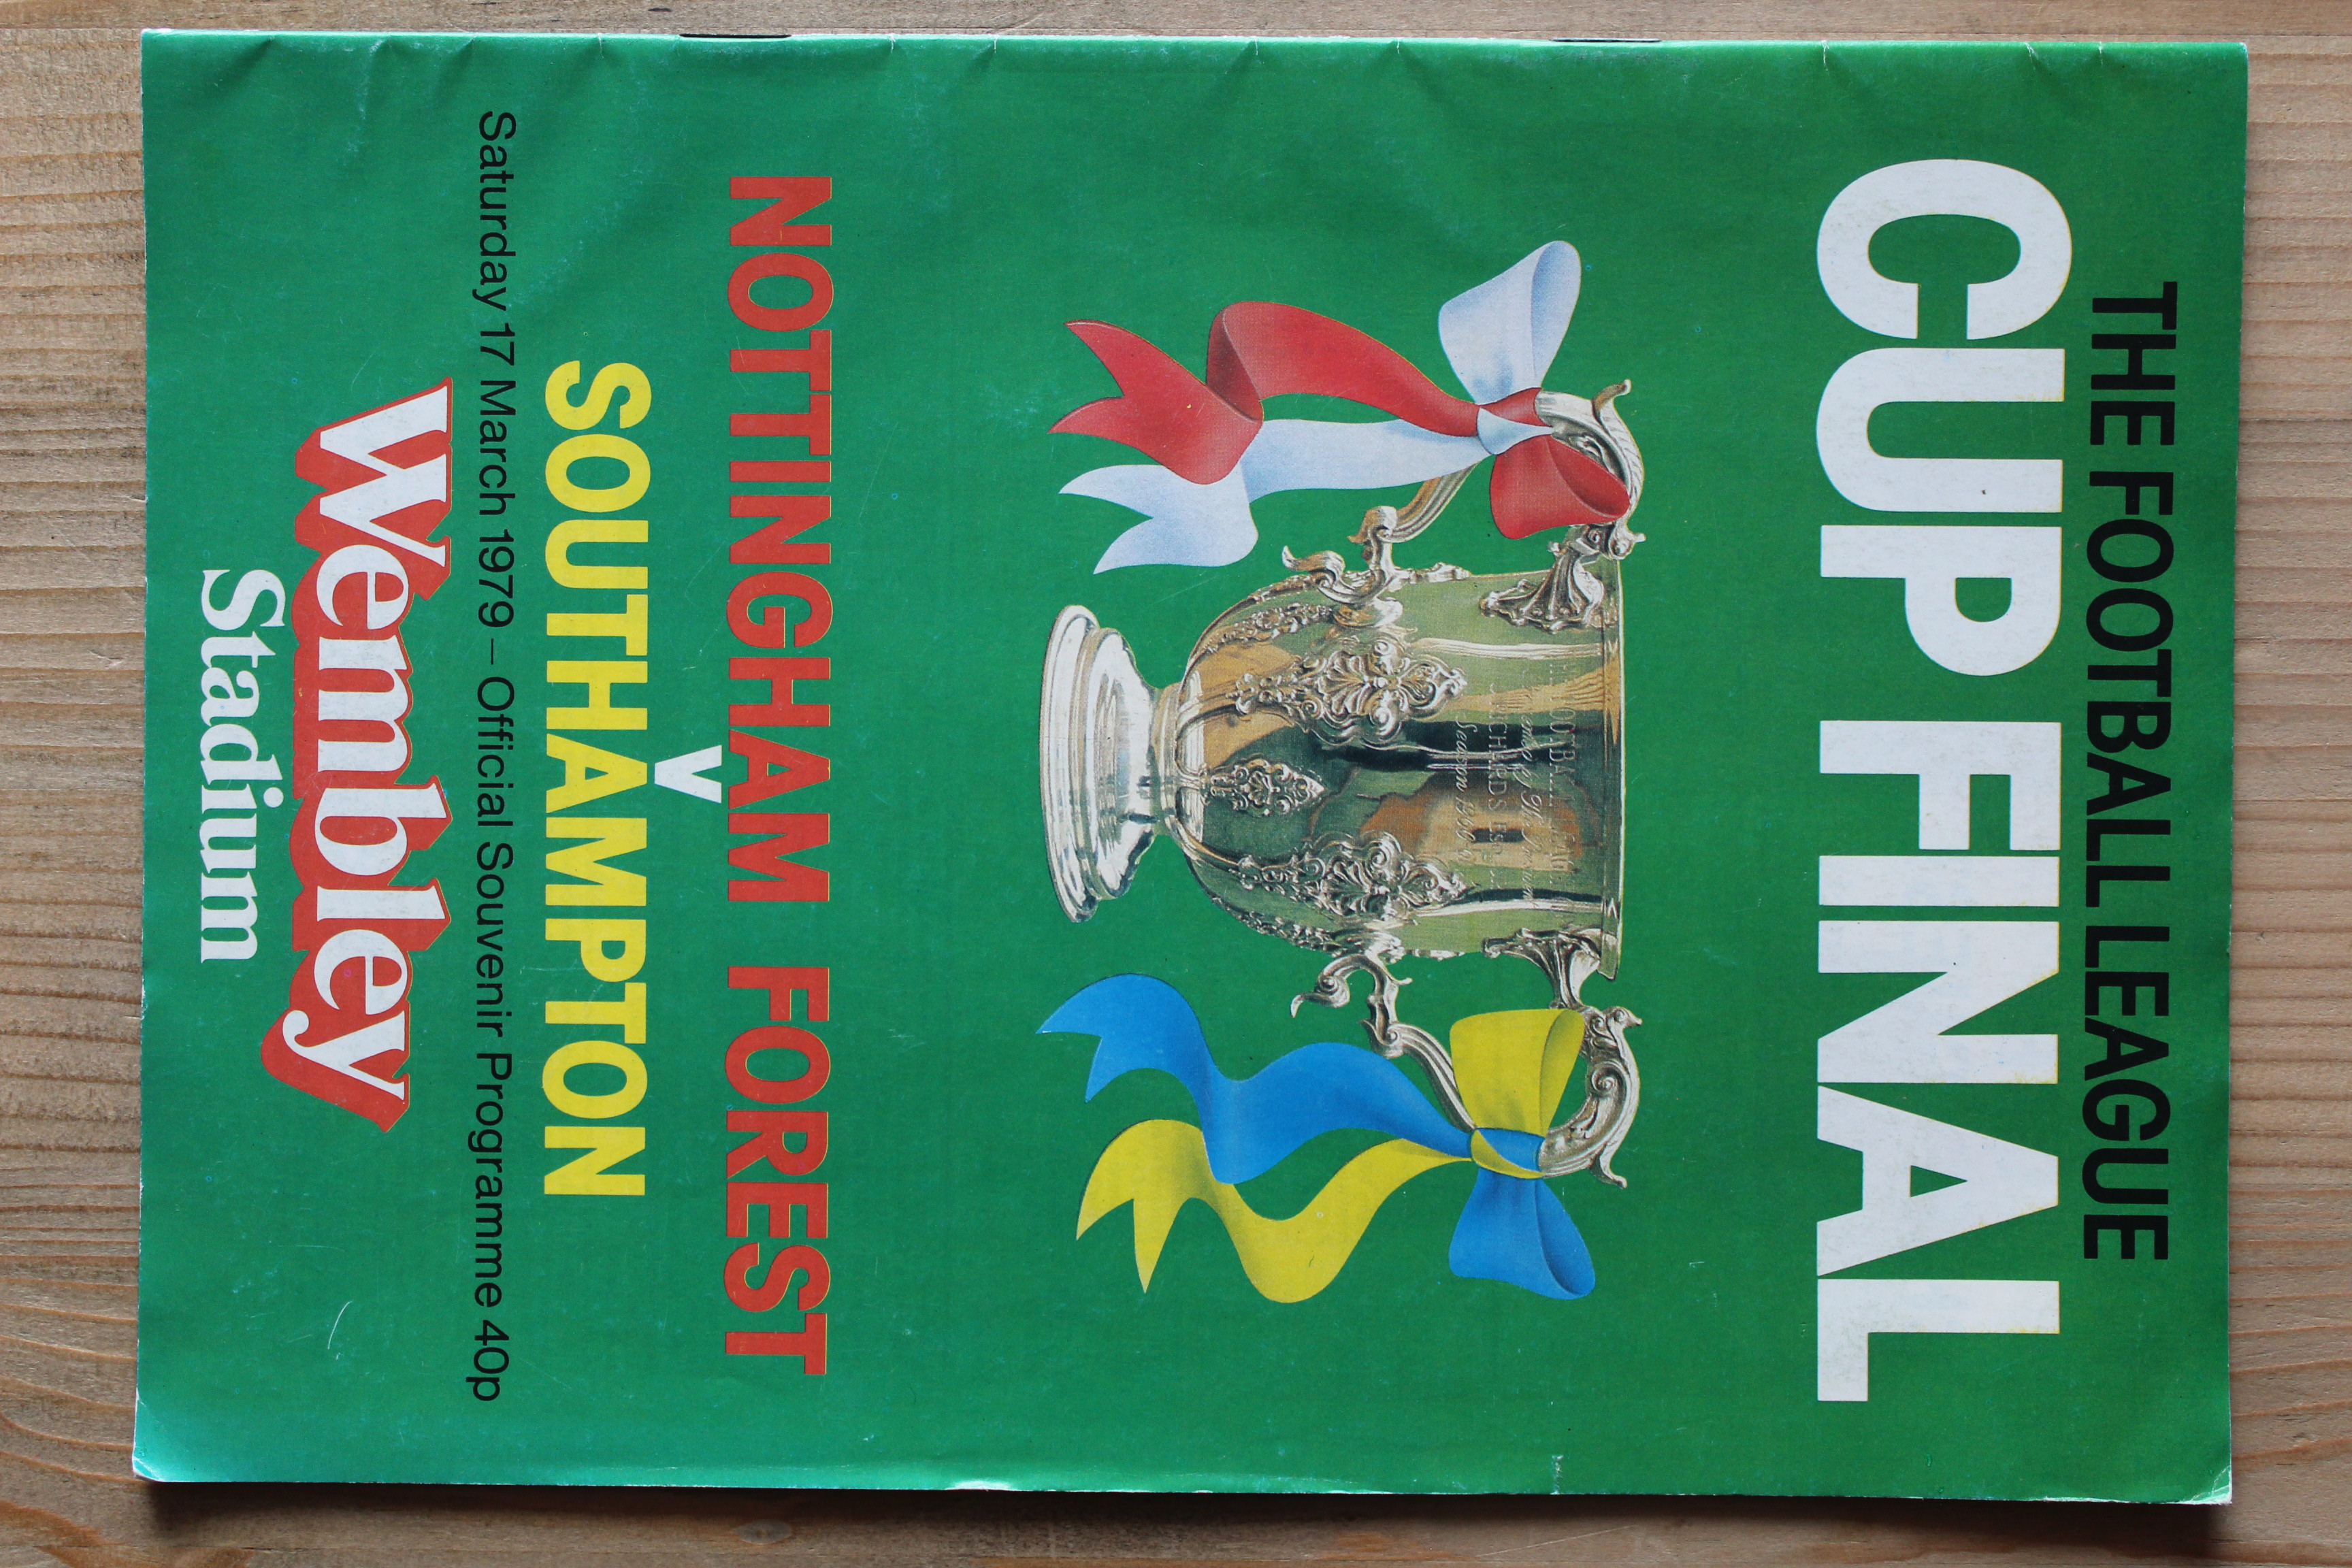 THE FOOTBALL LEAGUE
CUP FINAL
NOTTINGHAM FOREST
v
SOUTHAMPTON
Saturday 17 March 1979 – Official Souvenir Programme 40p
Wembley
Stadium